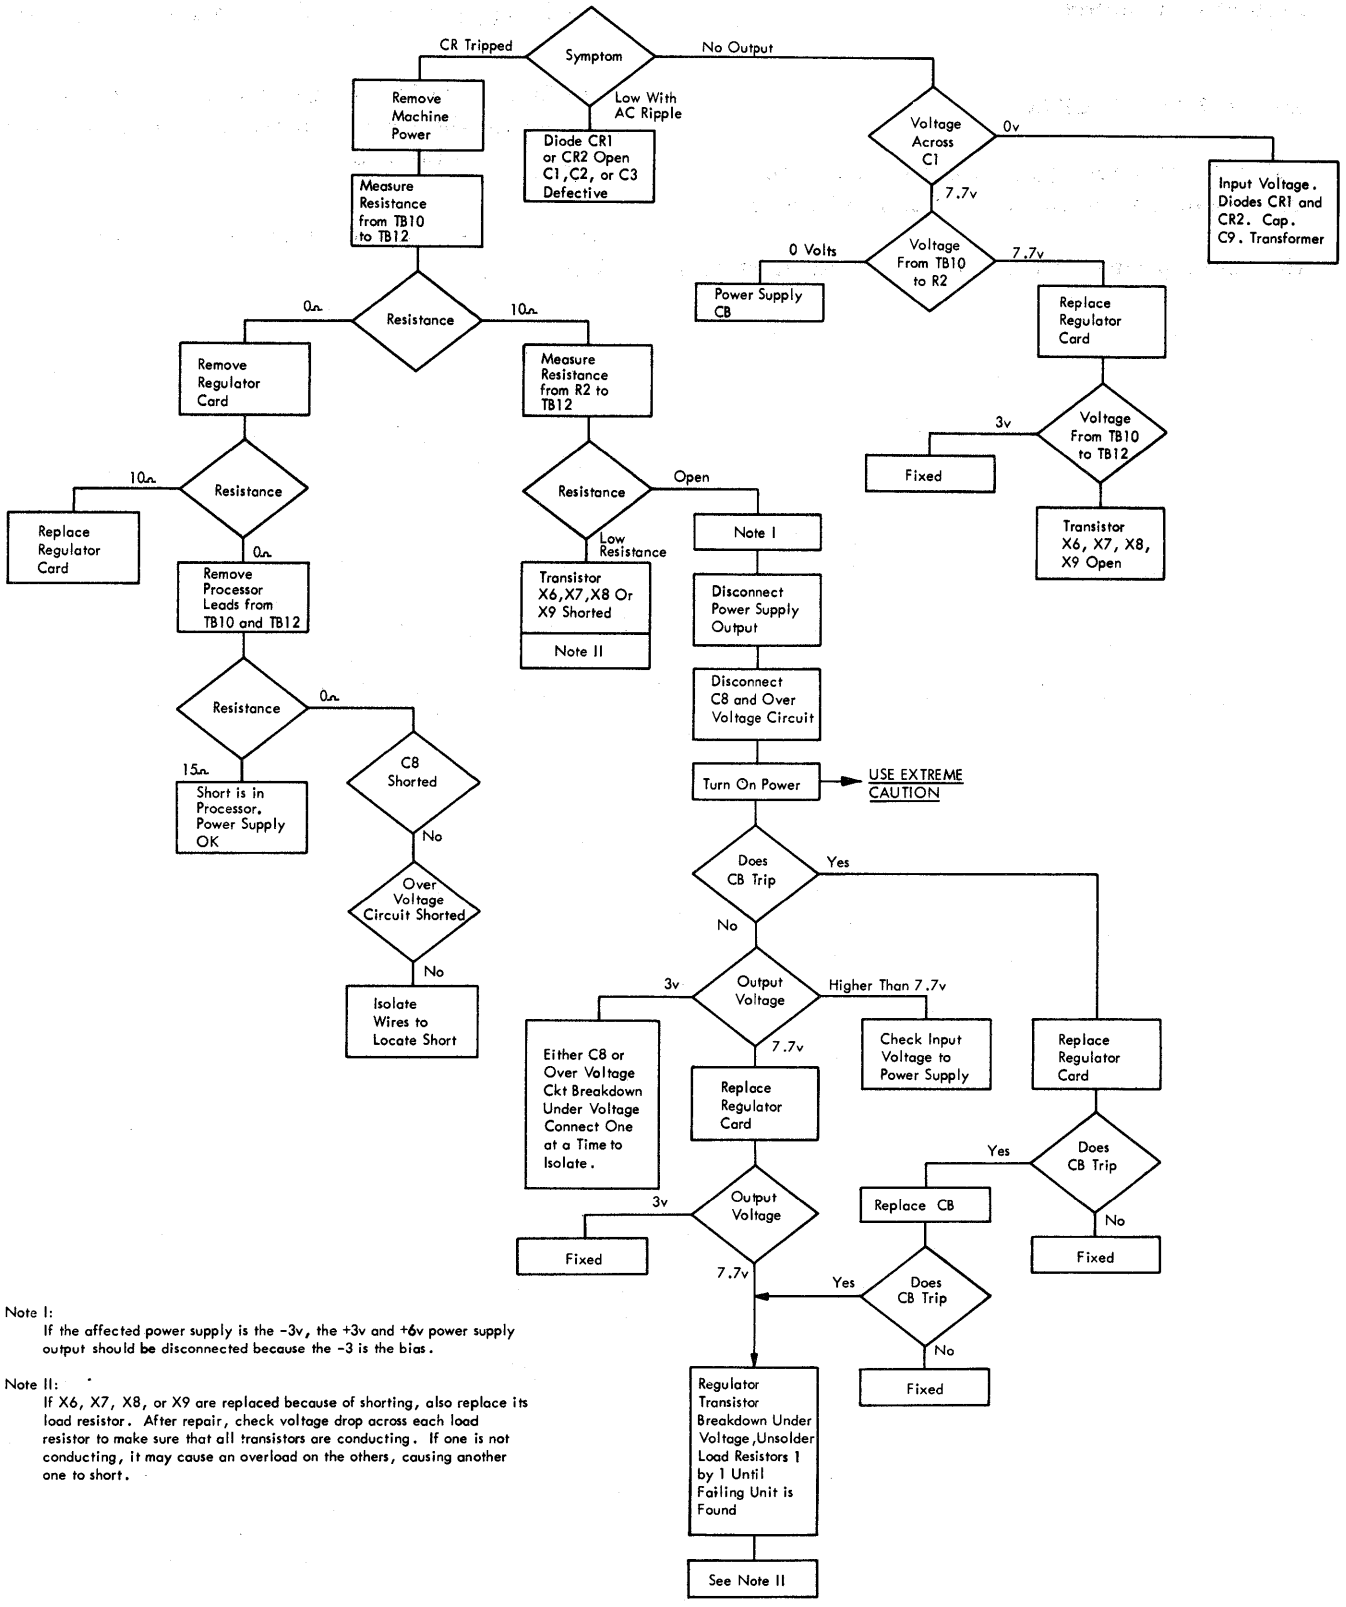 CR Tripped
Symptom
No Output
Low With
AC Ripple
Remove
Machine
Power
Diode CR1
or CR2 Open
C1,C2, or C3
Defective
Voltage
Across
C1
0v
7.7v
Input Voltage.
Diodes CR1 and
CR2. Cap.
C9. Transformer
Measure
Resistance
from TB10
to TB12
0 Volts
Voltage
From TB10
to R2
7.7v
Power Supply
CB
Replace
Regulator
Card
0Ω
Resistance
10Ω
Remove
Regulator
Card
Measure
Resistance
from R2 to
TB12
3v
Voltage
From TB10
to TB12
Fixed
Transistor
X6, X7, X8,
X9 Open
10Ω
Resistance
0Ω
Replace
Regulator
Card
Resistance
Open
Low
Resistance
Note I
Remove
Processor
Leads from
TB10 and TB12
Transistor
X6,X7,X8 Or
X9 Shorted
Note II
Disconnect
Power Supply
Output
Disconnect
C8 and Over
Voltage Circuit
Resistance
0Ω
15Ω
C8
Shorted
No
Short is in
Processor.
Power Supply
OK
Turn On Power
USE EXTREME
CAUTION
Over
Voltage
Circuit Shorted
No
Isolate
Wires to
Locate Short
Does
CB Trip
Yes
No
3v
Output
Voltage
Higher Than 7.7v
7.7v
Either C8 or
Over Voltage
Ckt Breakdown
Under Voltage
Connect One
at a Time to
Isolate.
Check Input
Voltage to
Power Supply
Replace
Regulator
Card
Replace
Regulator
Card
Yes
Does
CB Trip
No
3v
Output
Voltage
7.7v
Fixed
Replace CB
Fixed
Yes
Does
CB Trip
No
Fixed
Regulator
Transistor
Breakdown Under
Voltage,Unsolder
Load Resistors 1
by 1 Until
Failing Unit is
Found
See Note II
Note I:
If the affected power supply is the -3v, the +3v and +6v power supply
output should be disconnected because the -3 is the bias.
Note II:
If X6, X7, X8, or X9 are replaced because of shorting, also replace its
load resistor. After repair, check voltage drop across each load
resistor to make sure that all transistors are conducting. If one is not
conducting, it may cause an overload on the others, causing another
one to short.